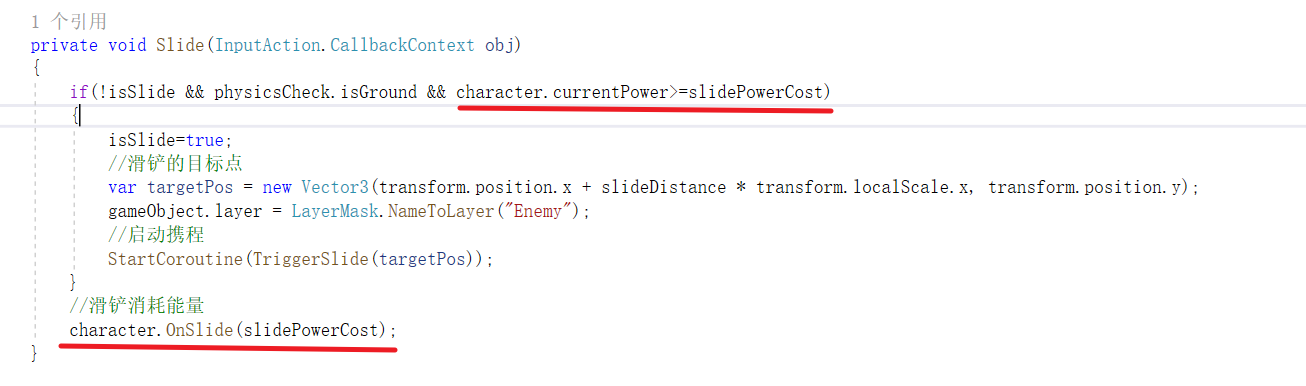 1 个引用
private void Slide(InputAction.CallbackContext obj)
{
if(!isSlide && physicsCheck.isGround && character.currentPower>=slidePowerCost)
{
isSlide=true;
//滑铲的目标点
var targetPos = new Vector3(transform.position.x + slideDistance * transform.localScale.x, transform.position.y);
gameObject.layer = LayerMask.NameToLayer("Enemy");
//启动携程
StartCoroutine(TriggerSlide(targetPos));
}
//滑铲消耗能量
character.OnSlide(slidePowerCost);
}